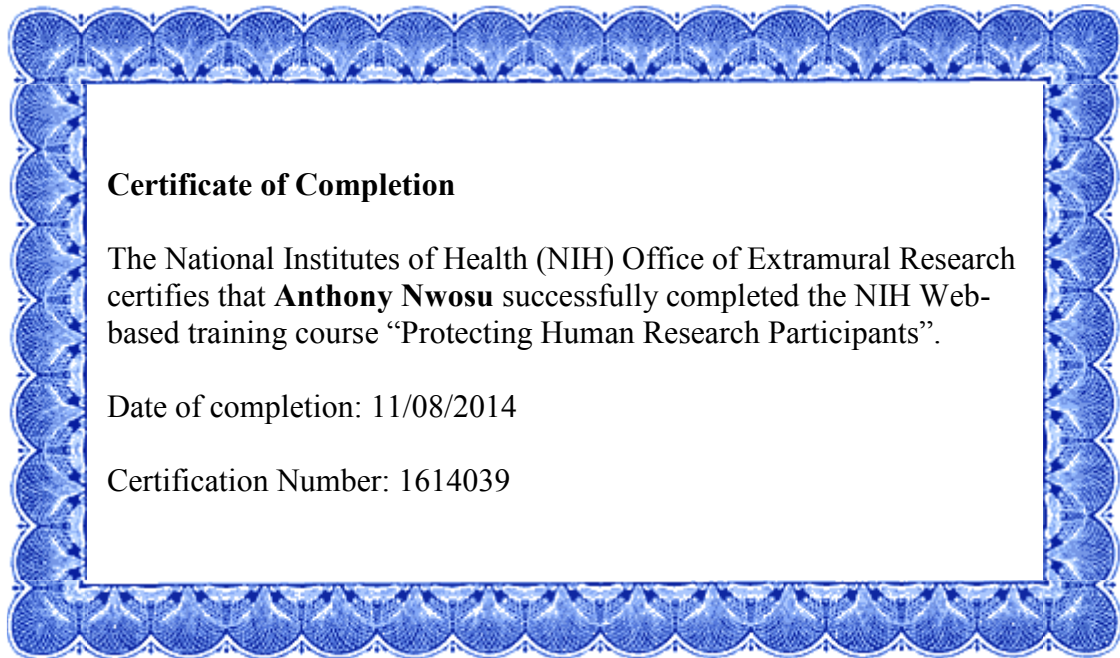 Certificate of Completion
The National Institutes of Health (NIH) Office of Extramural Research
certifies that Anthony Nwosu successfully completed the NIH Web-
based training course “Protecting Human Research Participants”.
Date of completion: 11/08/2014
Certification Number: 1614039